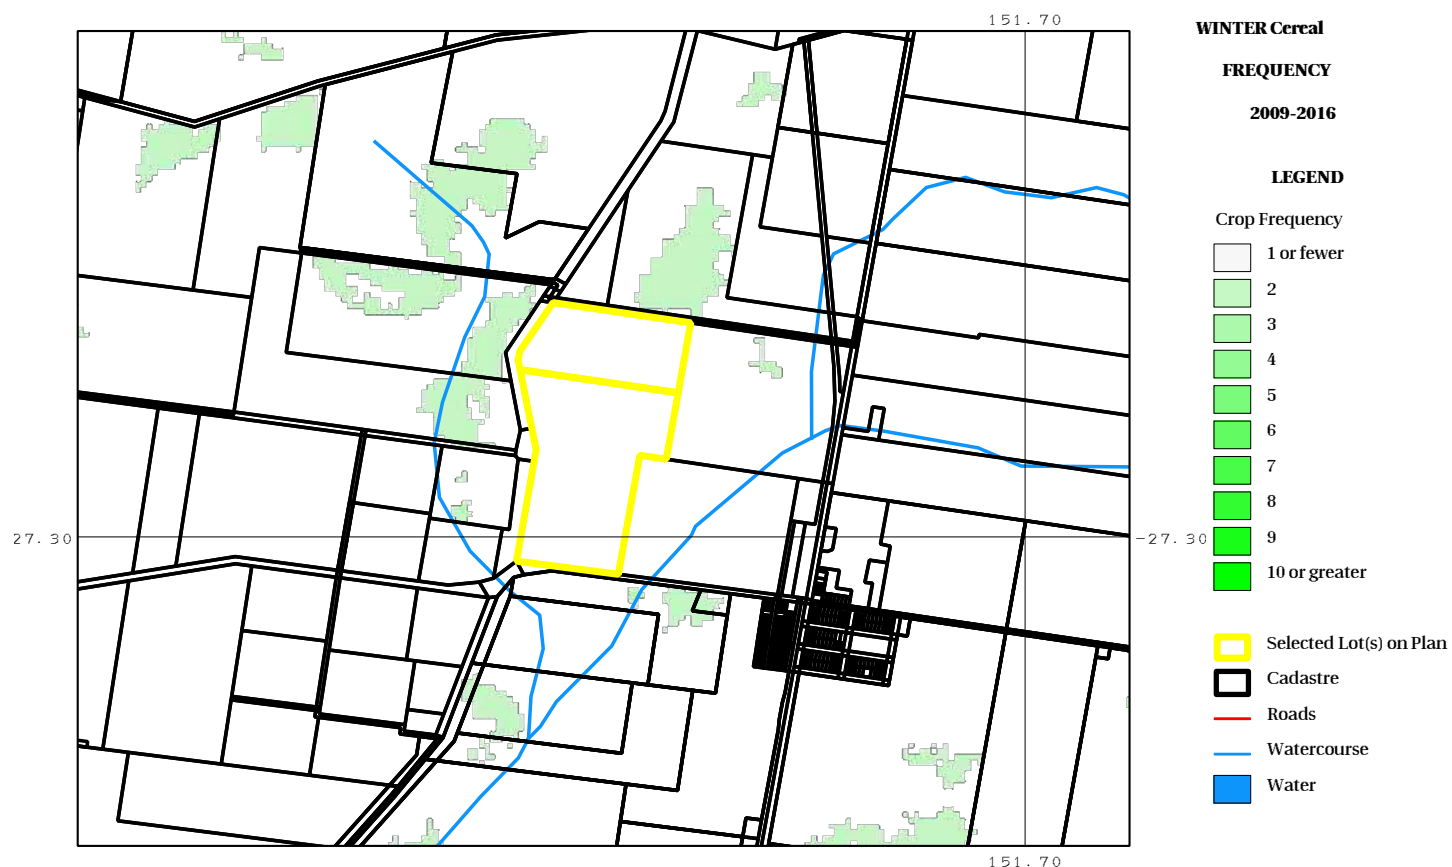 151.70
WINTER Cereal
FREQUENCY
2009-2016
LEGEND
Crop Frequency
1 or fewer
2
3
4
5
6
7
8
9
10 or greater
27.30
-27.30
Selected Lot(s) on Plan
Cadastre
Roads
Watercourse
Water
151.70